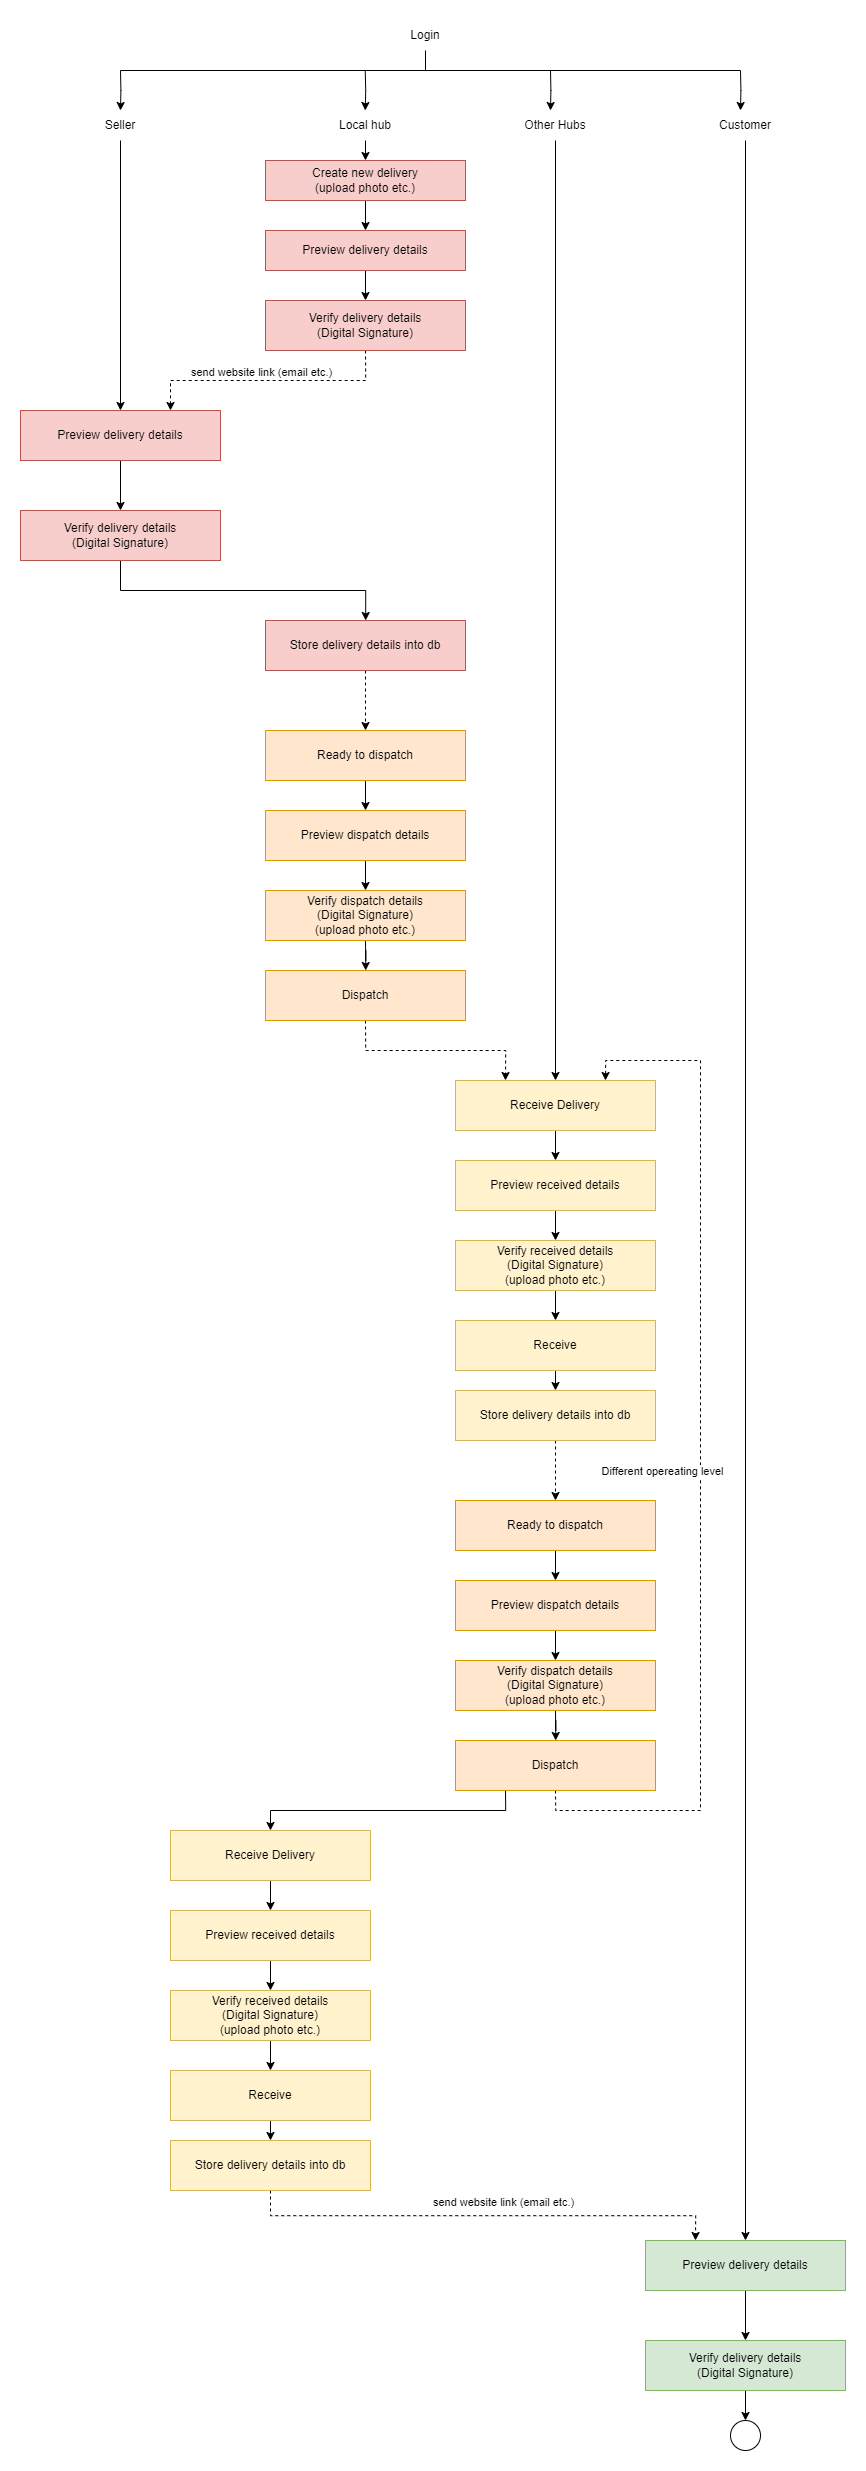 Login
Seller
Local hub
Other Hubs
Customer
Create new delivery
(upload photo etc.)
Preview delivery details
Verify delivery details
(Digital Signature)
send website link (email etc.)
Preview delivery details
Verify delivery details
(Digital Signature)
Store delivery details into db
Ready to dispatch
Preview dispatch details
Verify dispatch details
(Digital Signature)
(upload photo etc.)
Dispatch
Receive Delivery
Preview received details
Verify received details
(Digital Signature)
(upload photo etc.)
Receive
Store delivery details into db
Different opereating level
Ready to dispatch
Preview dispatch details
Verify dispatch details
(Digital Signature)
(upload photo etc.)
Dispatch
Receive Delivery
Preview received details
Verify received details
(Digital Signature)
(upload photo etc.)
Receive
Store delivery details into db
send website link (email etc.)
Preview delivery details
Verify delivery details
(Digital Signature)